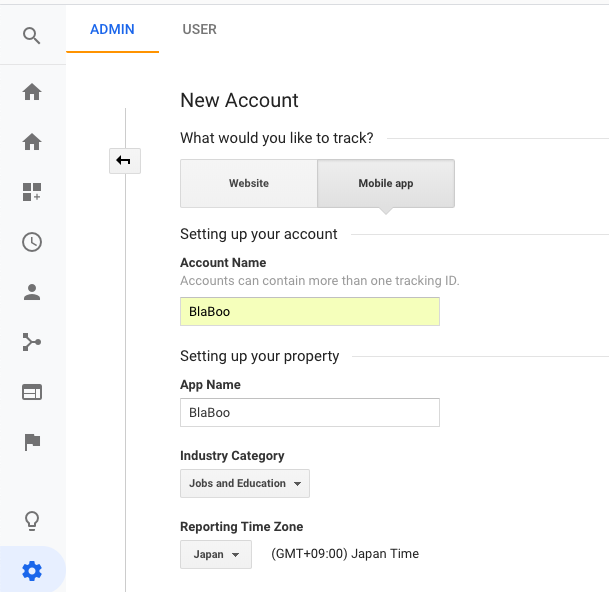 ADMIN USER
New Account
What would you like to track?
Website Mobile app
Setting up your account
Account Name
Accounts can contain more than one tracking ID.
BlaBoo
Setting up your property
App Name
BlaBoo
Industry Category
Jobs and Education
Reporting Time Zone
Japan (GMT+09:00) Japan Time